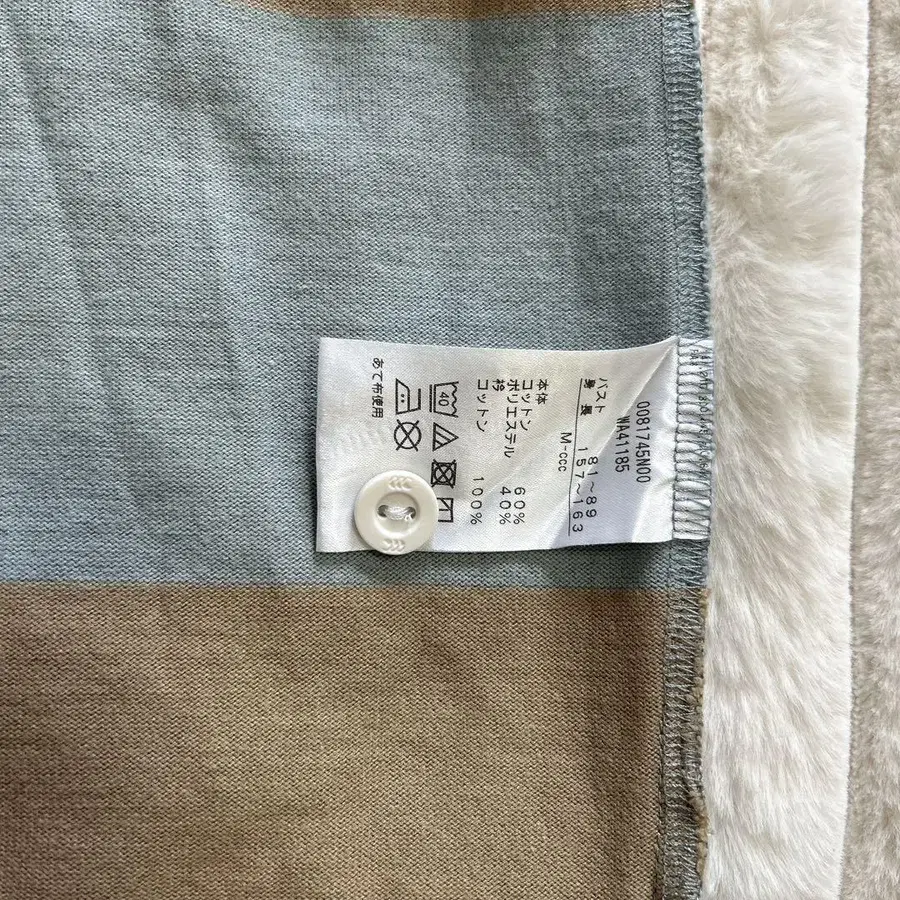 0081745N00
WA41185
バスト 81～89
身長 157～163
M-ccc
本体
コットン 60%
ポリエステル 40%
衿
コットン 100%
40
あて布使用